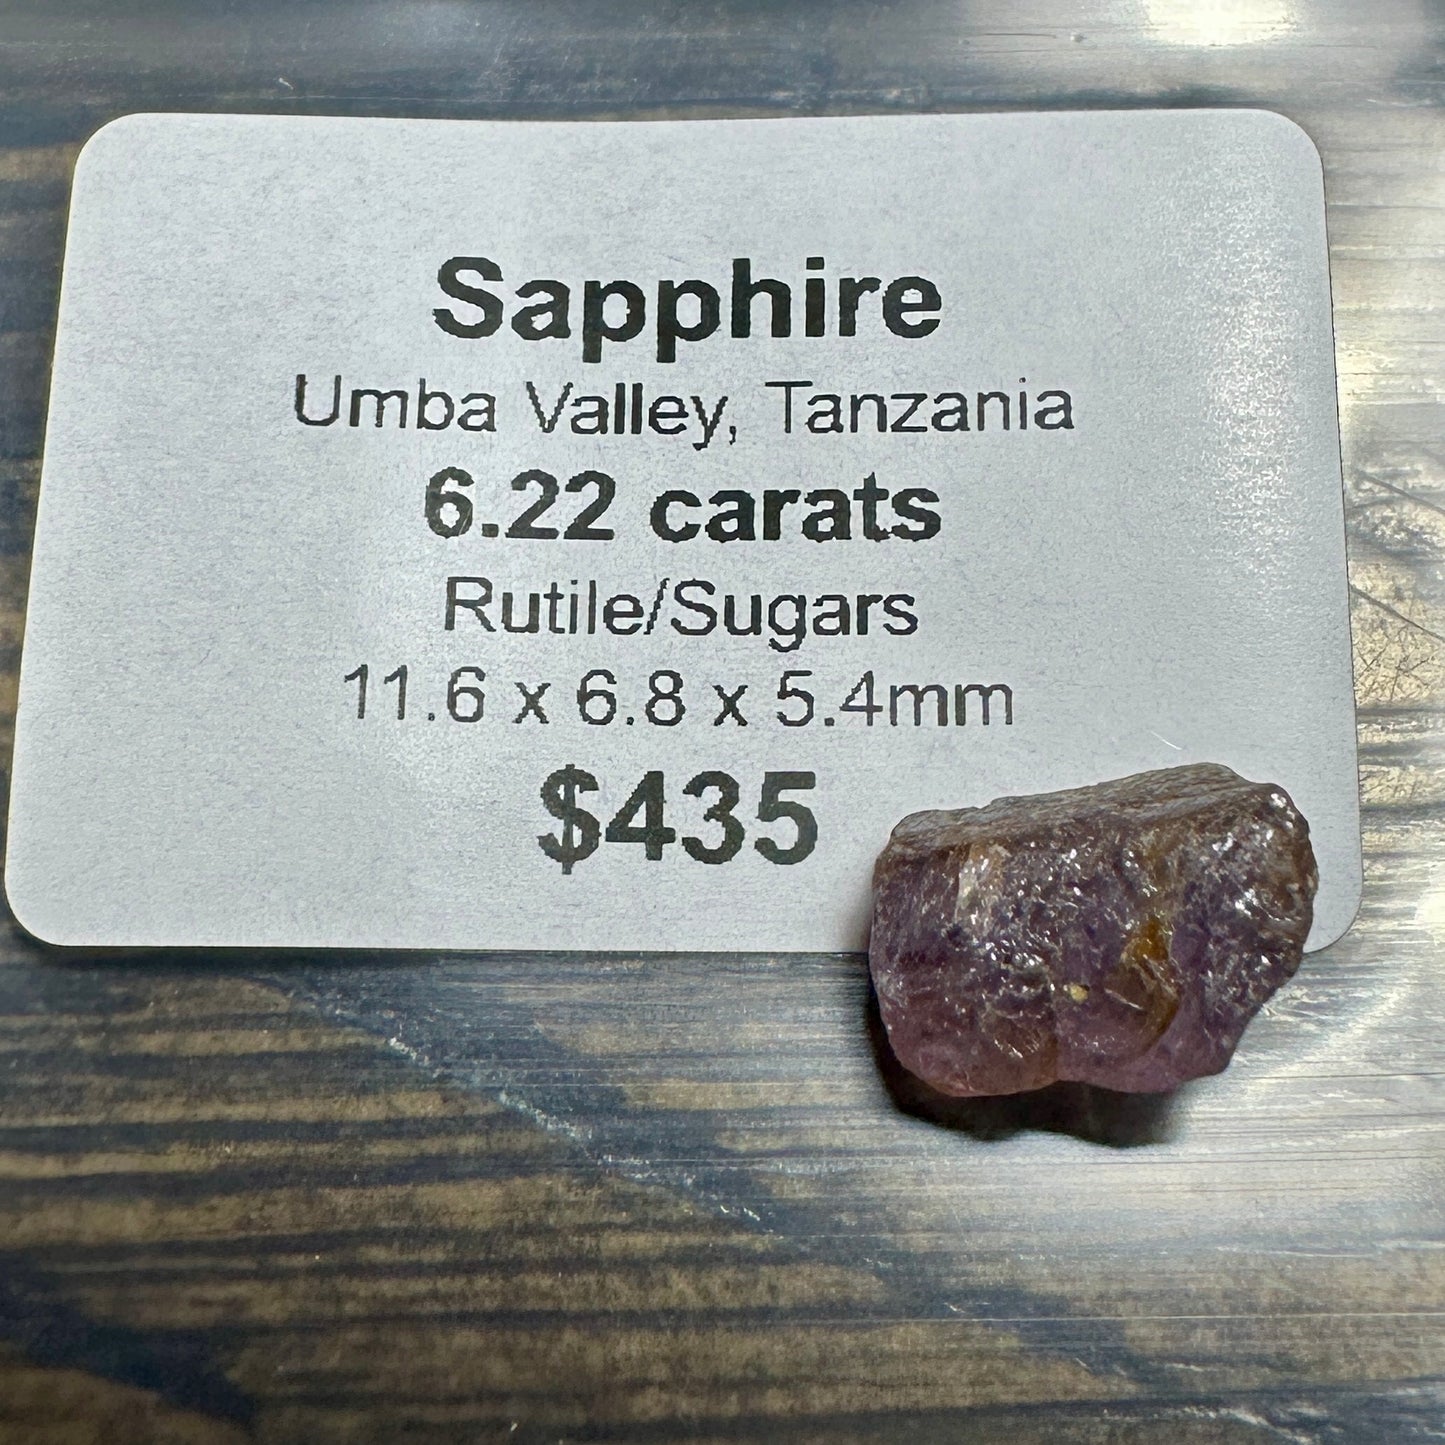 Sapphire
Umba Valley, Tanzania
6.22 carats
Rutile/Sugars
11.6 x 6.8 x 5.4mm
$435